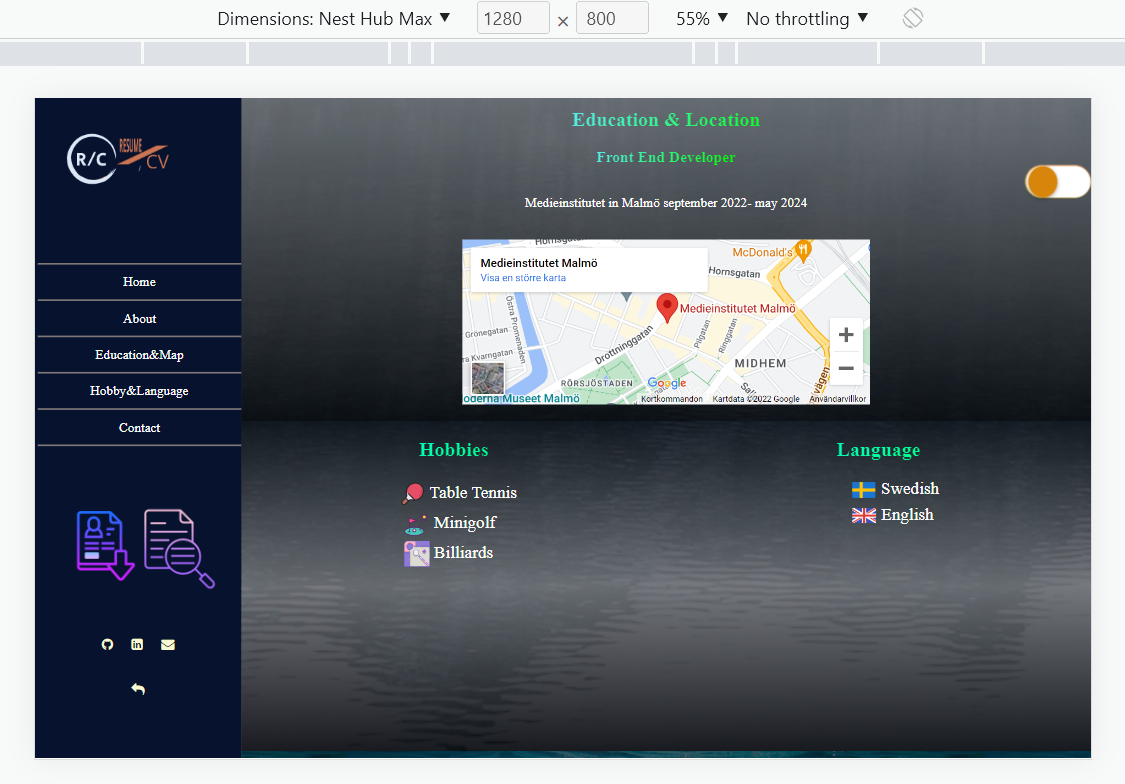 Dimensions: Nest Hub Max ▼ 1280 × 800 55% ▼ No throttling ▼
R/C RESUME CV
Home
About
Education&Map
Hobby&Language
Contact
Education & Location
Front End Developer
Medieinstitutet in Malmö september 2022- may 2024
Hornsgatan
McDonald's
Medieinstitutet Malmö
Visa en större karta
Hornsgatan
Medieinstitutet Malmö
Östra Promenaden
Grönegatan
Pilgatan
Ringgatan
Drottninggatan
Kvarngatan
MIDHEM
RÖRSJÖSTADEN
Google
oderna Museet Malmö
Kortkommandon Kartdata ©2022 Google Användarvillkor
Hobbies
Table Tennis
Minigolf
Billiards
Language
Swedish
English